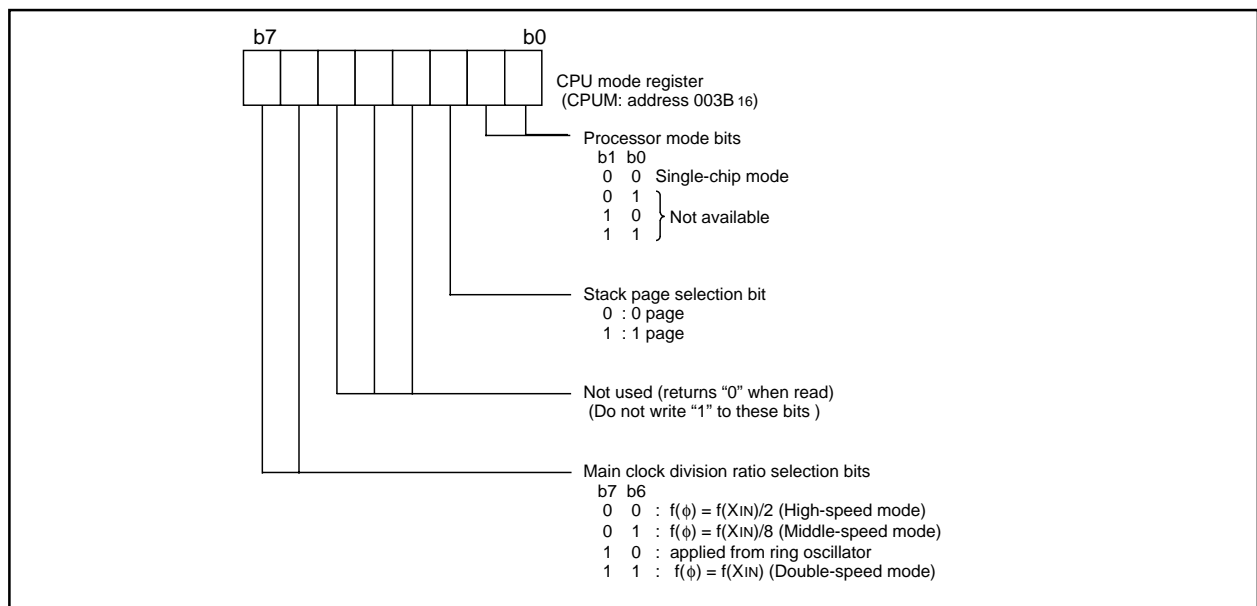 b7 b0
CPU mode register
(CPUM: address 003B 16)
Processor mode bits
b1 b0
0 0 Single-chip mode
0 1
1 0 Not available
1 1
Stack page selection bit
0 : 0 page
1 : 1 page
Not used (returns “0” when read)
(Do not write “1” to these bits )
Main clock division ratio selection bits
b7 b6
0 0 : f(ϕ) = f(XIN)/2 (High-speed mode)
0 1 : f(ϕ) = f(XIN)/8 (Middle-speed mode)
1 0 : applied from ring oscillator
1 1 : f(ϕ) = f(XIN) (Double-speed mode)